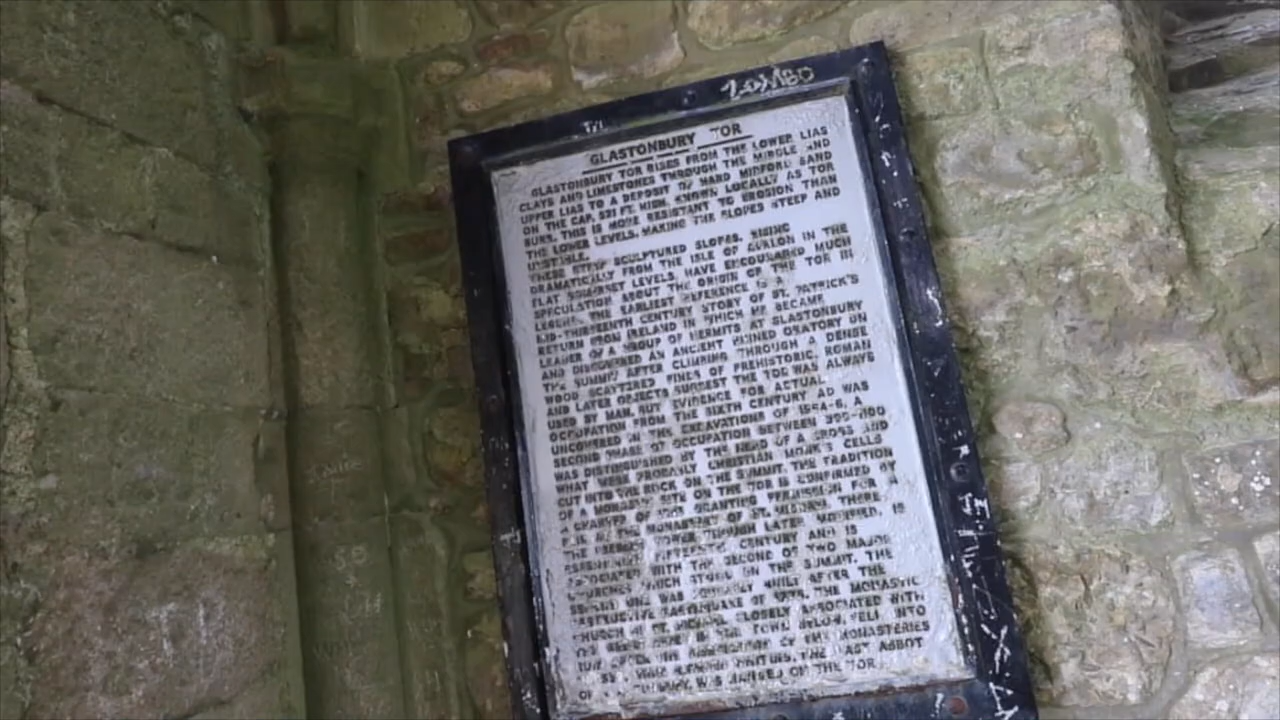 ZOMBO
GLASTONBURY TOR
GLASTONBURY TOR RISES FROM THE LOWER LIAS
CLAYS AND LIMESTONES THROUGH THE MIDDLE AND
UPPER LIAS TO A DEPOSIT OF HARD MIDFORD SAND
ON THE CAP, 521 FT. HIGH. KNOWN LOCALLY AS TOR
BURR, THIS IS MORE RESISTANT TO EROSION THAN
THE LOWER LEVELS, MAKING THE SLOPES STEEP AND
UNSTABLE.
THESE STEEP SCULPTURED SLOPES, RISING
DRAMATICALLY FROM THE ISLE OF AVALON IN THE
FLAT SOMERSET LEVELS, HAVE ENCOURAGED MUCH
SPECULATION ABOUT THE ORIGIN OF THE TOR IN
LEGEND. THE EARLIEST REFERENCE IS A
MID-THIRTEENTH CENTURY STORY OF ST. PATRICK'S
RETURN FROM IRELAND IN WHICH HE BECAME
LEADER OF A GROUP OF HERMITS AT GLASTONBURY
AND DISCOVERED AN ANCIENT RUINED ORATORY ON
THE SUMMIT AFTER CLIMBING THROUGH A DENSE
WOOD SCATTERED FINDS OF PREHISTORIC, ROMAN
AND LATER OBJECTS SUGGEST THE TOR WAS ALWAYS
USED BY MAN, BUT EVIDENCE FOR ACTUAL
OCCUPATION FROM THE SIXTH CENTURY AD WAS
UNCOVERED IN THE EXCAVATIONS OF 1964-6. A
SECOND PHASE OF OCCUPATION BETWEEN
WAS DISTINGUISHED BY THE HEAD OF A CROSS AND
WHAT WERE PROBABLY CHRISTIAN MONK'S CELLS
CUT INTO THE ROCK ON THE SUMMIT. THE TRADITION
OF A MONASTIC SITE ON THE TOR IS CONFIRMED BY
A CHARTER OF GRANTING PERMISSION FOR A
AT THE MONASTERY OF ST. THERE
THE PRESENT TOWER THOUGH LATER MODIFIED, IS
FIFTEENTH CENTURY AND IS
ASSOCIATED WITH THE SECOND OF TWO MAJOR
CHURCHES WHICH STOOD ON THE SUMMIT. THE
ONE WAS PROBABLY BUILT AFTER THE
DESTRUCTIVE EARTHQUAKE OF THE MONASTIC
CHURCH OF ST. MICHAEL CLOSELY ASSOCIATED WITH
THE IN THE TOWN BELOW, FELL INTO
THE OF THE MONASTERIES
THE LAST ABBOT
OF WAS HANGED ON THE TOR